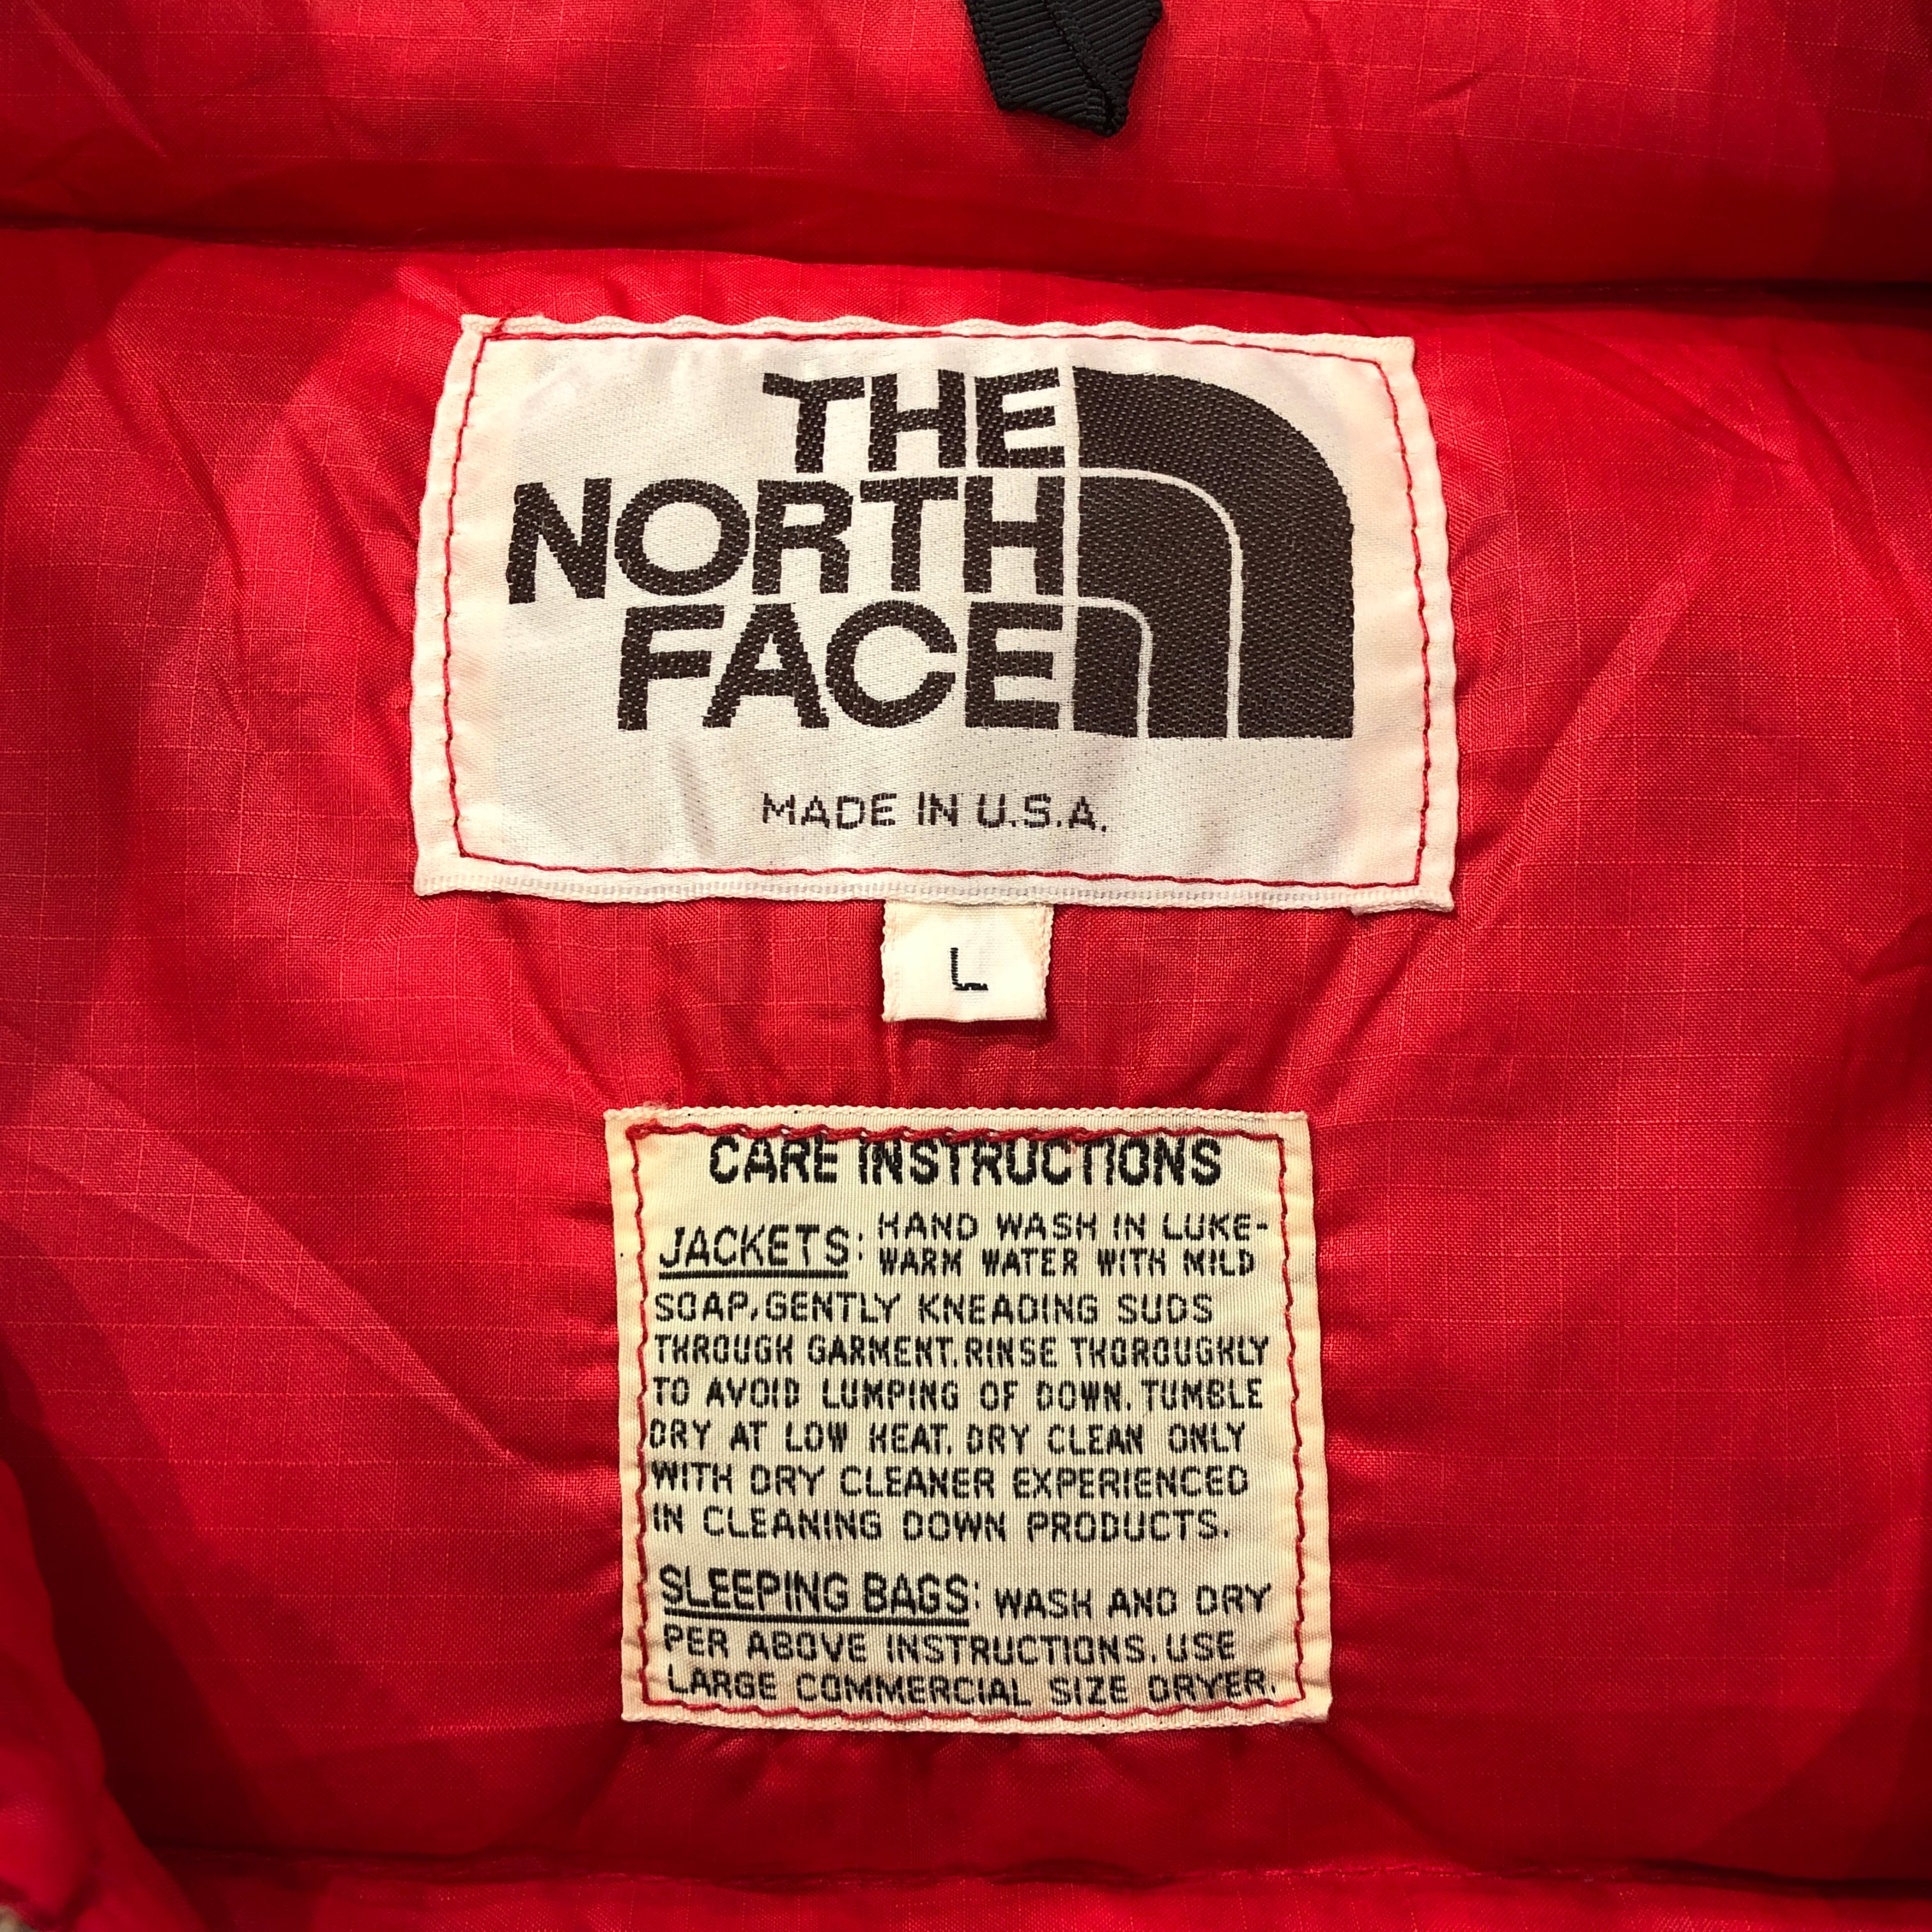 THE
NORTH
FACE
MADE IN U.S.A.
L
CARE INSTRUCTIONS
JACKETS: HAND WASH IN LUKE-
WARM WATER WITH MILD
SOAP, GENTLY KNEADING SUDS
THROUGH GARMENT. RINSE THOROUGHLY
TO AVOID LUMPING OF DOWN. TUMBLE
DRY AT LOW HEAT. DRY CLEAN ONLY
WITH DRY CLEANER EXPERIENCED
IN CLEANING DOWN PRODUCTS.
SLEEPING BAGS: WASH AND DRY
PER ABOVE INSTRUCTIONS. USE
LARGE COMMERCIAL SIZE DRYER.